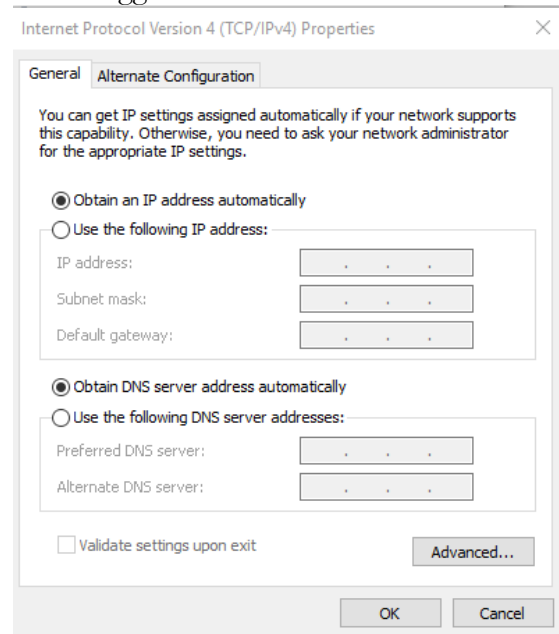 Internet Protocol Version 4 (TCP/IPv4) Properties
General Alternate Configuration
You can get IP settings assigned automatically if your network supports
this capability. Otherwise, you need to ask your network administrator
for the appropriate IP settings.
Obtain an IP address automatically
Use the following IP address:
IP address:
Subnet mask:
Default gateway:
Obtain DNS server address automatically
Use the following DNS server addresses:
Preferred DNS server:
Alternate DNS server:
Validate settings upon exit
Advanced...
OK Cancel